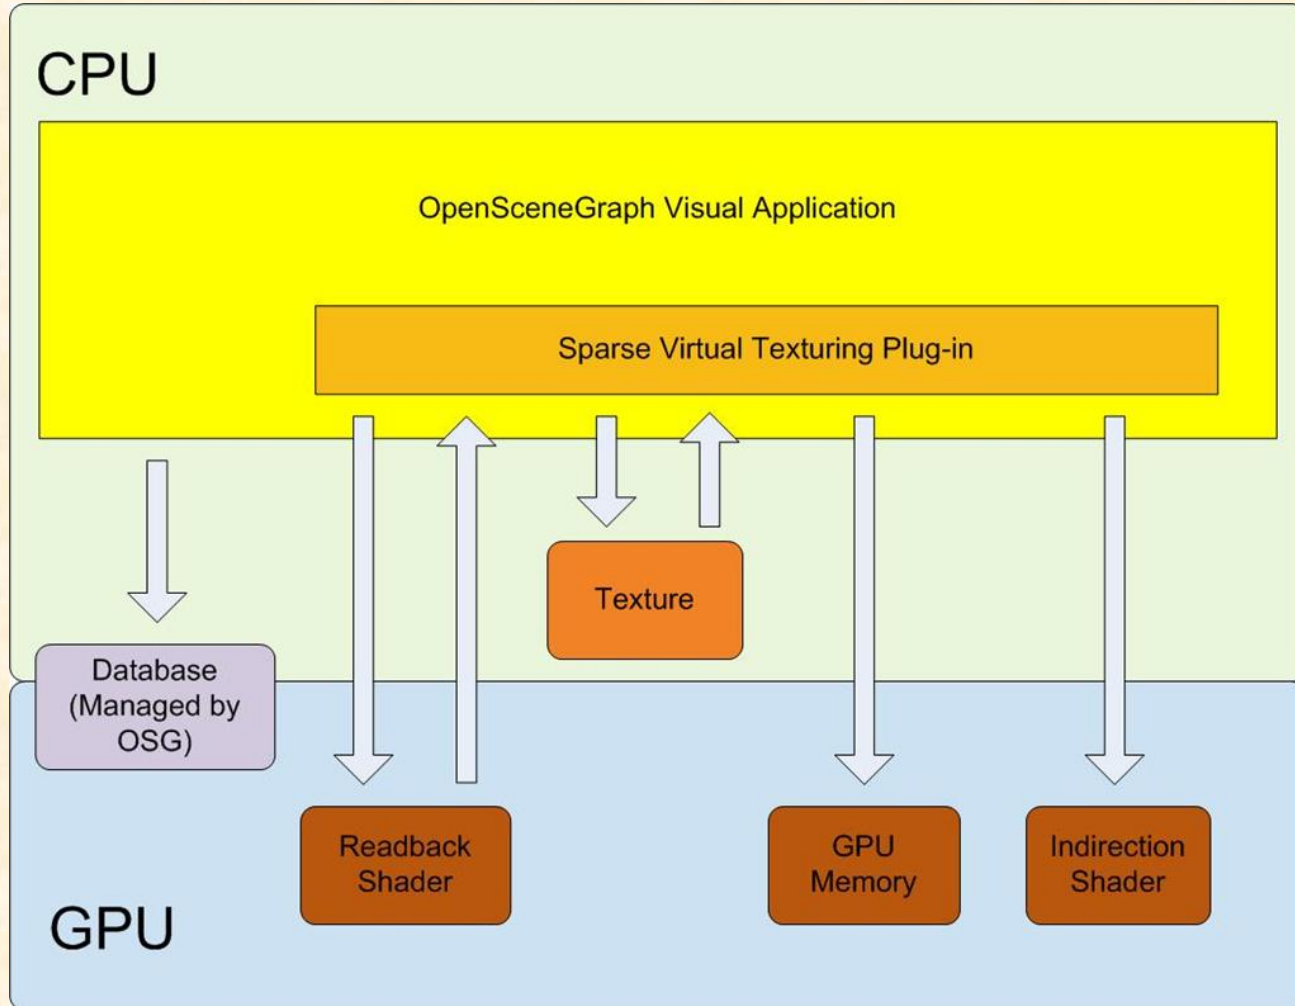 CPU
OpenSceneGraph Visual Application
Sparse Virtual Texturing Plug-in
Texture
Database
(Managed by
OSG)
Readback
Shader
GPU
Memory
Indirection
Shader
GPU